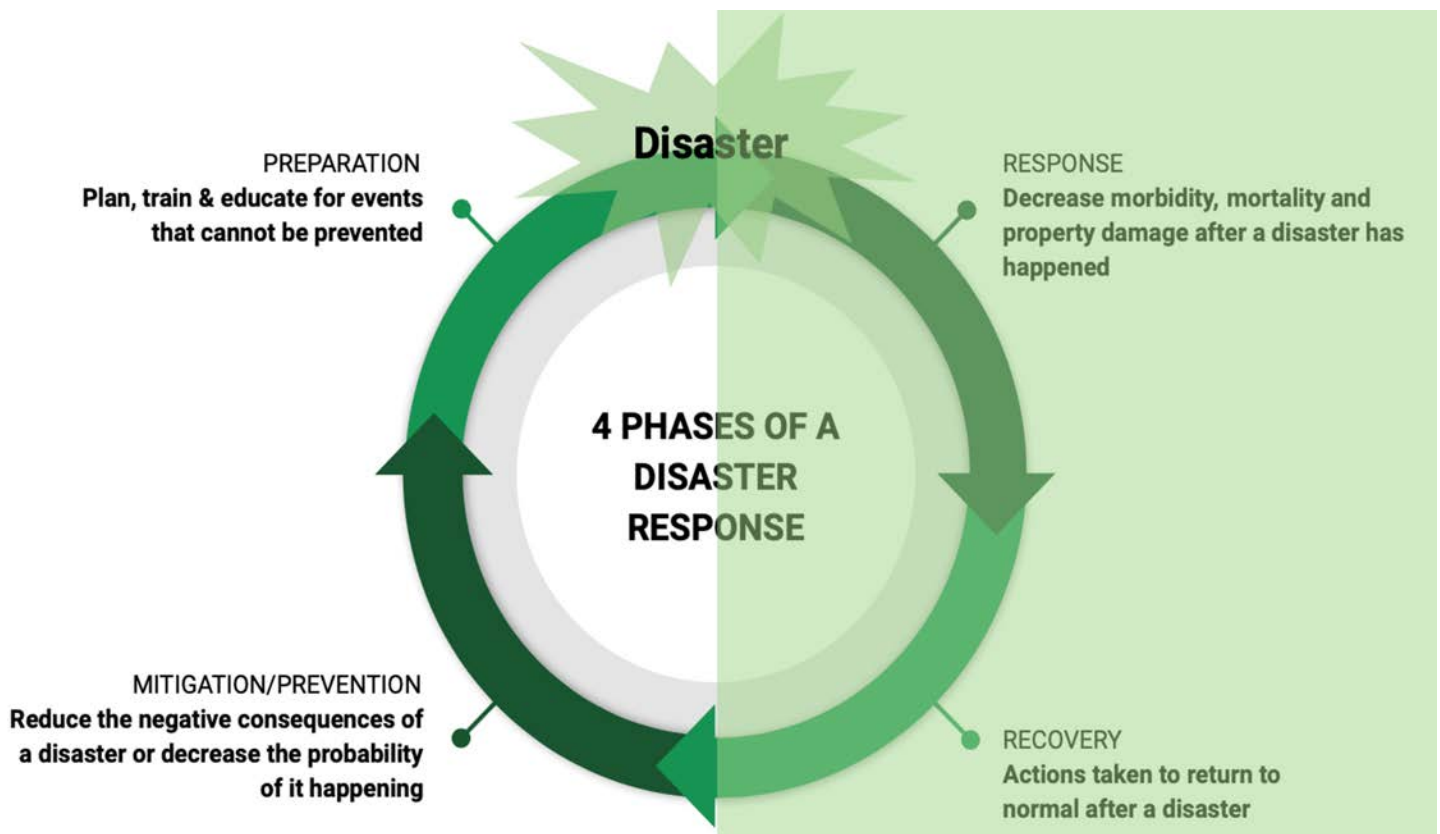 Disaster
PREPARATION
Plan, train & educate for events
that cannot be prevented
RESPONSE
Decrease morbidity, mortality and
property damage after a disaster has
happened
4 PHASES OF A
DISASTER
RESPONSE
MITIGATION/PREVENTION
Reduce the negative consequences of
a disaster or decrease the probability
of it happening
RECOVERY
Actions taken to return to
normal after a disaster